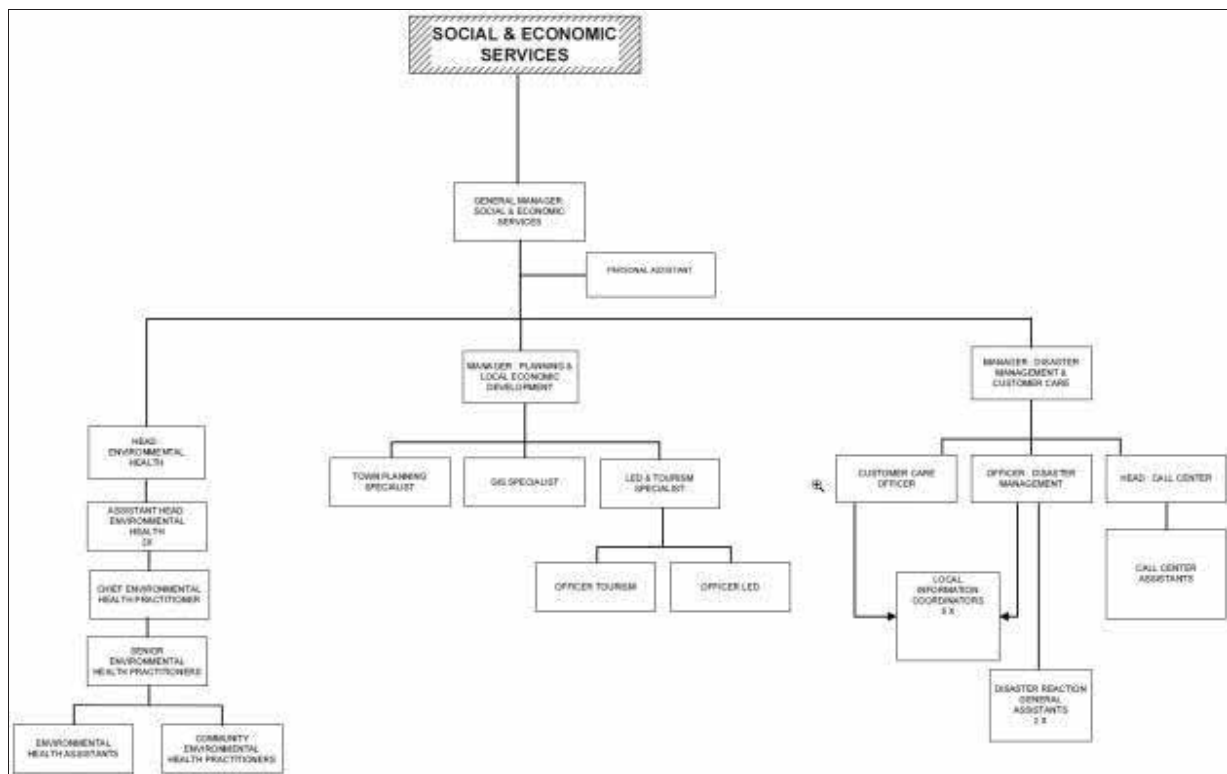 SOCIAL & ECONOMIC
SERVICES
GENERAL MANAGER:
SOCIAL & ECONOMIC
SERVICES
PERSONAL ASSISTANT
MANAGER : PLANNING &
LOCAL ECONOMIC
DEVELOPMENT
MANAGER : DISASTER
MANAGEMENT &
CUSTOMER CARE
HEAD
ENVIRONMENTAL
HEALTH
TOWN PLANNING
SPECIALIST
GIS SPECIALIST
LED & TOURISM
SPECIALIST
CUSTOMER CARE
OFFICER
OFFICER : DISASTER
MANAGEMENT
HEAD : CALL CENTER
ASSISTANT HEAD
ENVIRONMENTAL
HEALTH
CHIEF ENVIRONMENTAL
HEALTH PRACTITIONER
OFFICER TOURISM
OFFICER LED
LOCAL
INFORMATION
COORDINATORS
CALL CENTER
ASSISTANTS
SENIOR
ENVIRONMENTAL
HEALTH PRACTITIONERS
DISASTER REACTION
GENERAL
ASSISTANTS
2 X
ENVIRONMENTAL
HEALTH ASSISTANTS
COMMUNITY
ENVIRONMENTAL
HEALTH PRACTITIONERS